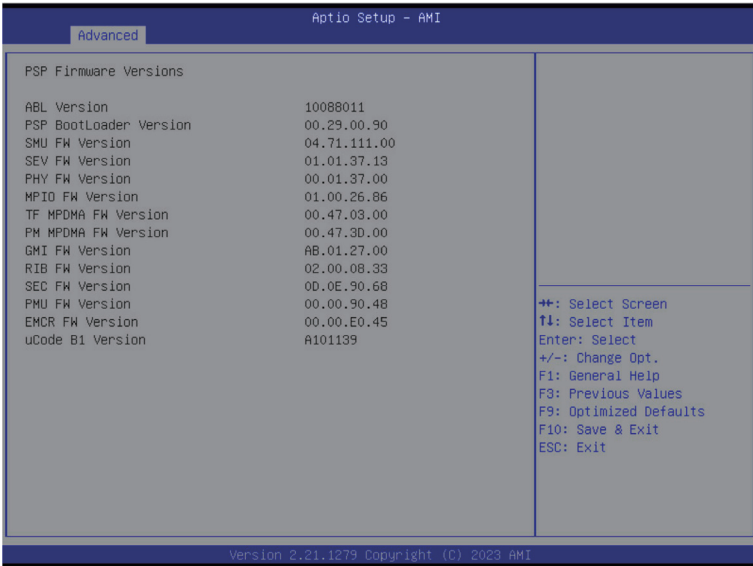 Aptio Setup – AMI
Advanced
PSP Firmware Versions
ABL Version 10088011
PSP BootLoader Version 00.29.00.90
SMU FW Version 04.71.111.00
SEV FW Version 01.01.37.13
PHY FW Version 00.01.37.00
MPIO FW Version 01.00.26.86
TF MPDMA FW Version 00.47.03.00
PM MPDMA FW Version 00.47.3D.00
GMI FW Version AB.01.27.00
RIB FW Version 02.00.08.33
SEC FW Version 0D.0E.90.68
PMU FW Version 00.00.90.48
EMCR FW Version 00.00.E0.45
uCode B1 Version A101139
→←: Select Screen
↑↓: Select Item
Enter: Select
+/-: Change Opt.
F1: General Help
F3: Previous Values
F9: Optimized Defaults
F10: Save & Exit
ESC: Exit
Version 2.21.1279 Copyright (C) 2023 AMI